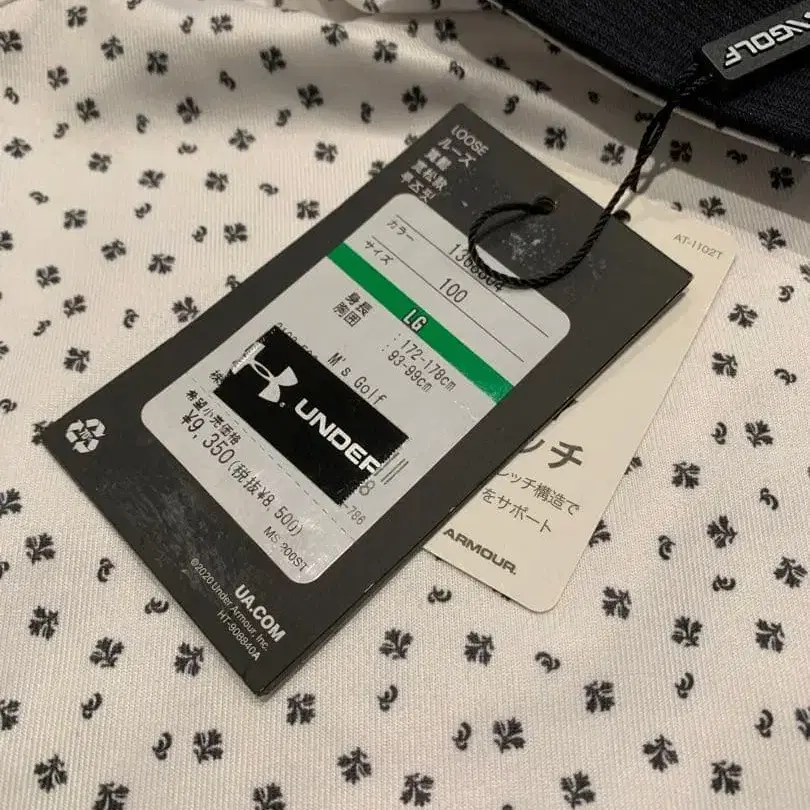 GOLF
AT-1102T
LOOSE
ルーズ
カラー
サイズ
100
LG
身長 :172-178cm
胸囲 :93-99cm
M's Golf
UNDER
希望小売価格
¥9,350(税抜¥8,500)
-786
MS 200ST
©2020 Under Armour, Inc.
HT-908840A
UA.COM
ッチ
レッチ構造で
をサポート
ARMOUR